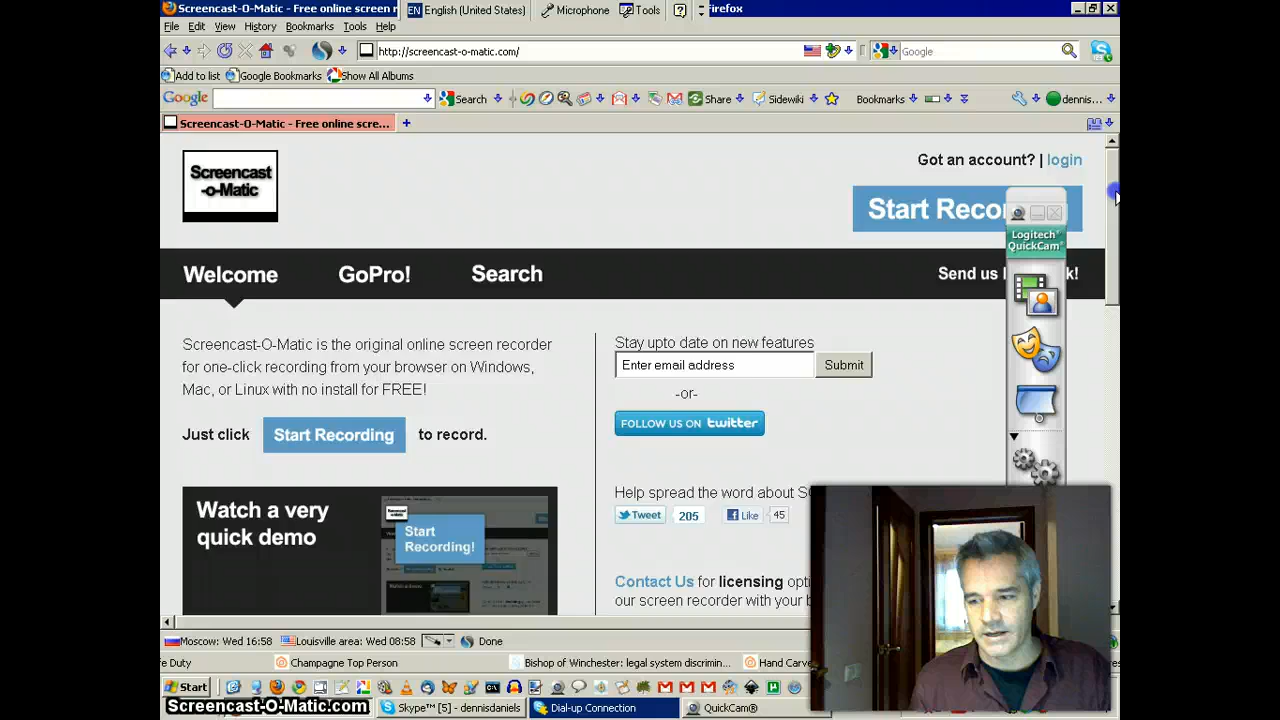 Screencast-O-Matic - Free online screen r
EN English (United States) Microphone Tools
irefox
File Edit View History Bookmarks Tools Help
http://screencast-o-matic.com/
Google
Add to list Google Bookmarks Show All Albums
Google Search Share Sidewiki Bookmarks dennis...
Screencast-O-Matic - Free online scre...
Screencast
-o-Matic
Got an account? | login
Start Reco
Logitech®
QuickCam®
Welcome GoPro! Search Send us k!
Screencast-O-Matic is the original online screen recorder
for one-click recording from your browser on Windows,
Mac, or Linux with no install for FREE!
Just click Start Recording to record.
Stay upto date on new features
Enter email address Submit
-or-
FOLLOW US ON twitter
Watch a very
quick demo
Start
Recording!
Help spread the word about S
Tweet 205 Like 45
Contact Us for licensing opti
our screen recorder with your b
Moscow: Wed 16:58 Louisville area: Wed 08:58 Done
re Duty Champagne Top Person Bishop of Winchester: legal system discrimin... Hand Carve
Start
Screencast-O-Matic.com Skype™ [5] - dennisdaniels Dial-up Connection QuickCam®